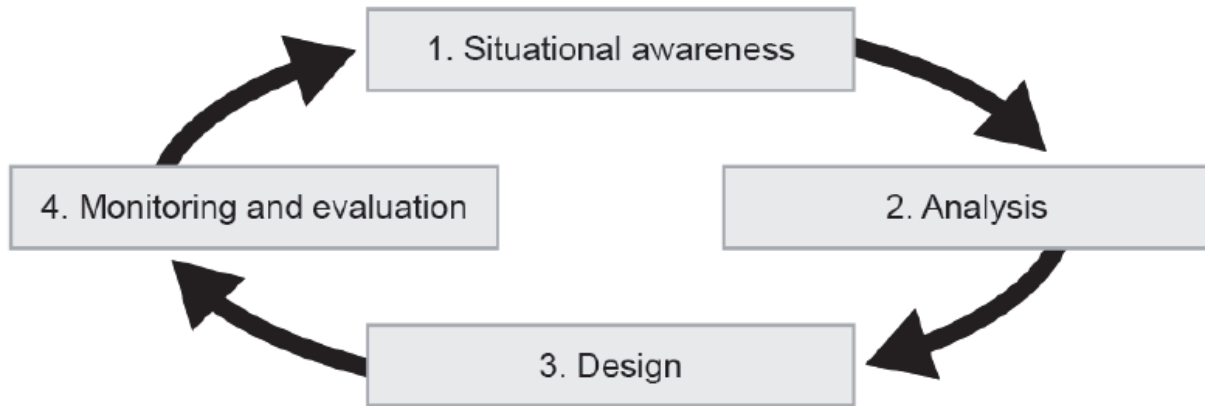 1. Situational awareness
2. Analysis
3. Design
4. Monitoring and evaluation